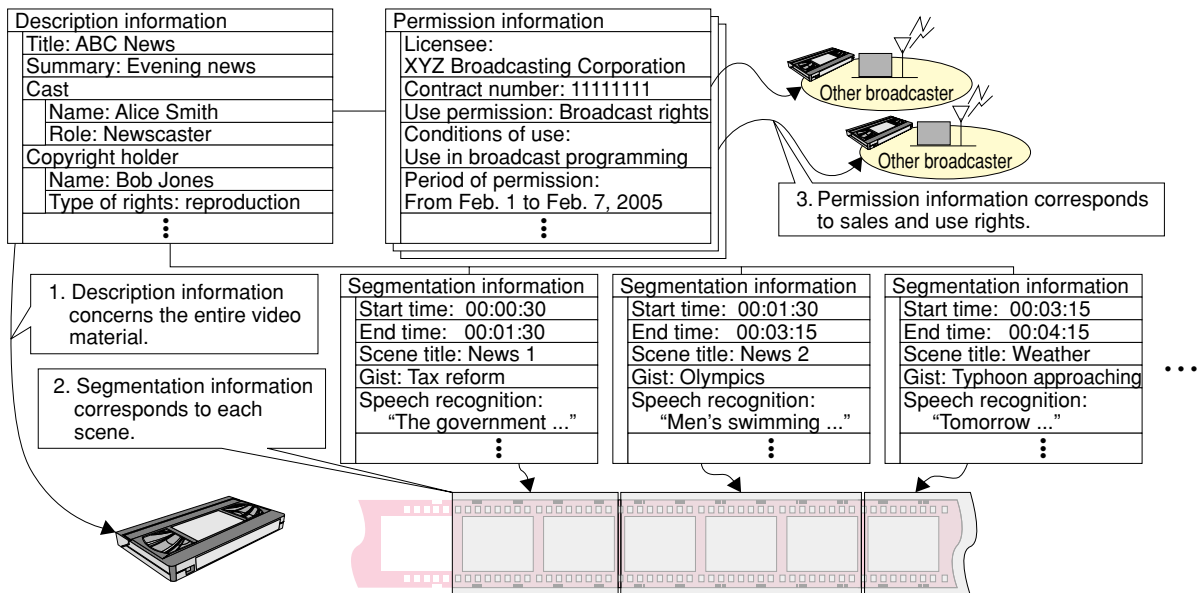 Description information
Title: ABC News
Summary: Evening news
Cast
Name: Alice Smith
Role: Newscaster
Copyright holder
Name: Bob Jones
Type of rights: reproduction
Permission information
Licensee:
XYZ Broadcasting Corporation
Contract number: 11111111
Use permission: Broadcast rights
Conditions of use:
Use in broadcast programming
Period of permission:
From Feb. 1 to Feb. 7, 2005
Other broadcaster
Other broadcaster
3. Permission information corresponds
to sales and use rights.
1. Description information
concerns the entire video
material.
2. Segmentation information
corresponds to each
scene.
Segmentation information
Start time: 00:00:30
End time: 00:01:30
Scene title: News 1
Gist: Tax reform
Speech recognition:
“The government ...”
Segmentation information
Start time: 00:01:30
End time: 00:03:15
Scene title: News 2
Gist: Olympics
Speech recognition:
“Men’s swimming ...”
Segmentation information
Start time: 00:03:15
End time: 00:04:15
Scene title: Weather
Gist: Typhoon approaching
Speech recognition:
“Tomorrow ...”
...